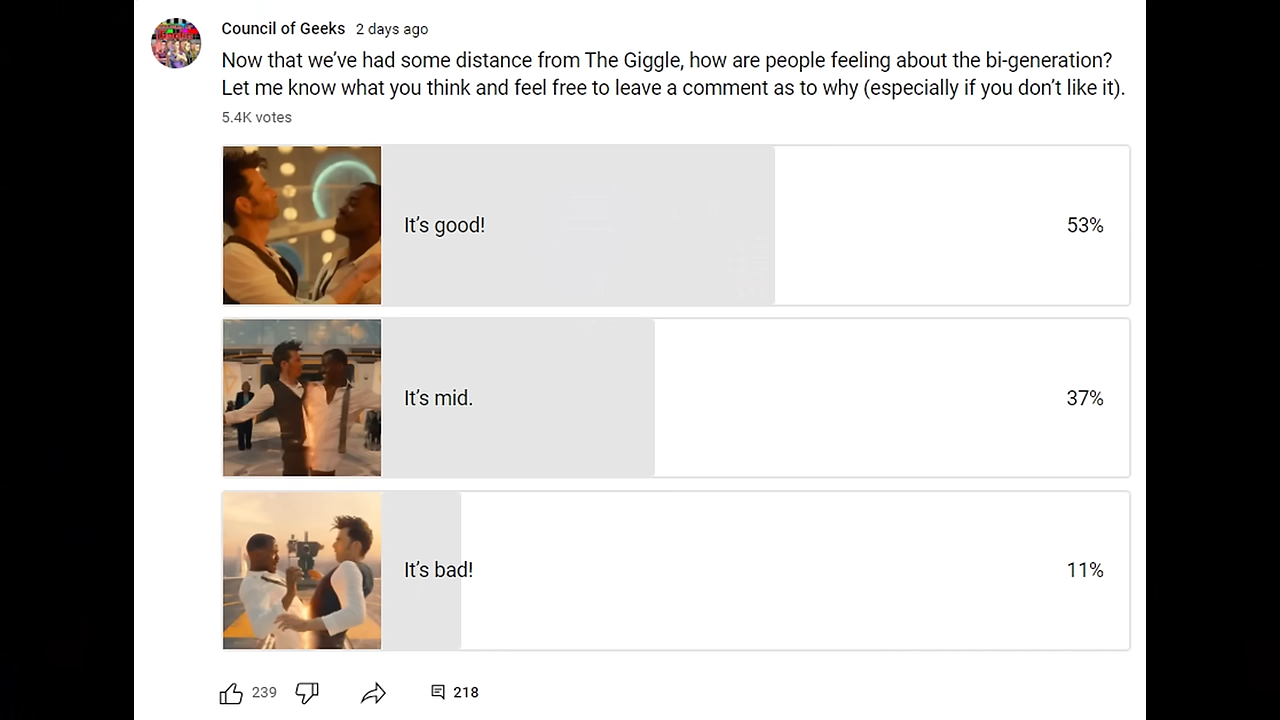 Council of Geeks 2 days ago
Now that we’ve had some distance from The Giggle, how are people feeling about the bi-generation?
Let me know what you think and feel free to leave a comment as to why (especially if you don’t like it).
5.4K votes
It’s good! 53%
It’s mid. 37%
It’s bad! 11%
239 218